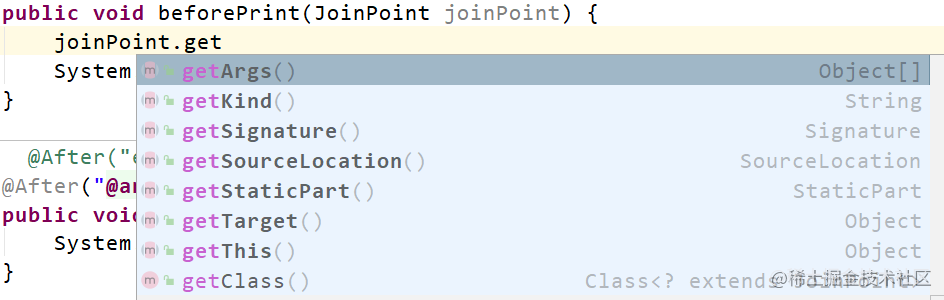 public void beforePrint(JoinPoint joinPoint) {
joinPoint.get
System
m getArgs() Object[]
}
m getKind() String
m getSignature() Signature
@After("e
m getSourceLocation() SourceLocation
@After("@an
m getStaticPart() StaticPart
public void
m getTarget() Object
System
m getThis() Object
}
m getClass() Class<? extends JoinPoint>
@稀土掘金技术社区